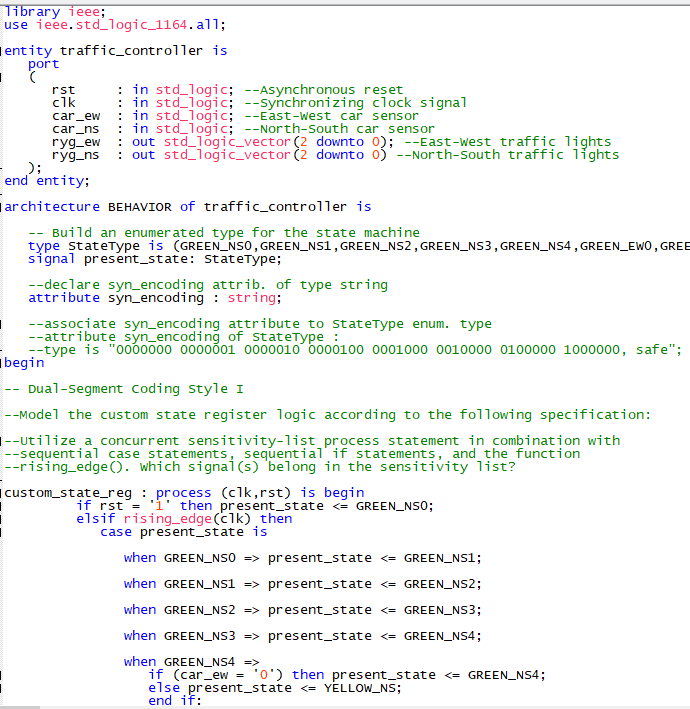 library ieee;
use ieee.std_logic_1164.all;
entity traffic_controller is
port
(
rst : in std_logic; --Asynchronous reset
clk : in std_logic; --Synchronizing clock signal
car_ew : in std_logic; --East-West car sensor
car_ns : in std_logic; --North-South car sensor
ryg_ew : out std_logic_vector(2 downto 0); --East-West traffic lights
ryg_ns : out std_logic_vector(2 downto 0) --North-South traffic lights
);
end entity;
architecture BEHAVIOR of traffic_controller is
-- Build an enumerated type for the state machine
type StateType is (GREEN_NS0,GREEN_NS1,GREEN_NS2,GREEN_NS3,GREEN_NS4,GREEN_EW0,GREE
signal present_state: StateType;
--declare syn_encoding attrib. of type string
attribute syn_encoding : string;
--associate syn_encoding attribute to StateType enum. type
--attribute syn_encoding of StateType :
--type is "0000000 0000001 0000010 0000100 0001000 0010000 0100000 1000000, safe";
begin
-- Dual-Segment Coding Style I
--Model the custom state register logic according to the following specification:
--Utilize a concurrent sensitivity-list process statement in combination with
--sequential case statements, sequential if statements, and the function
--rising_edge(). Which signal(s) belong in the sensitivity list?
custom_state_reg : process (clk,rst) is begin
if rst = '1' then present_state <= GREEN_NS0;
elsif rising_edge(clk) then
case present_state is
when GREEN_NS0 => present_state <= GREEN_NS1;
when GREEN_NS1 => present_state <= GREEN_NS2;
when GREEN_NS2 => present_state <= GREEN_NS3;
when GREEN_NS3 => present_state <= GREEN_NS4;
when GREEN_NS4 =>
if (car_ew = '0') then present_state <= GREEN_NS4;
else present_state <= YELLOW_NS;
end if;